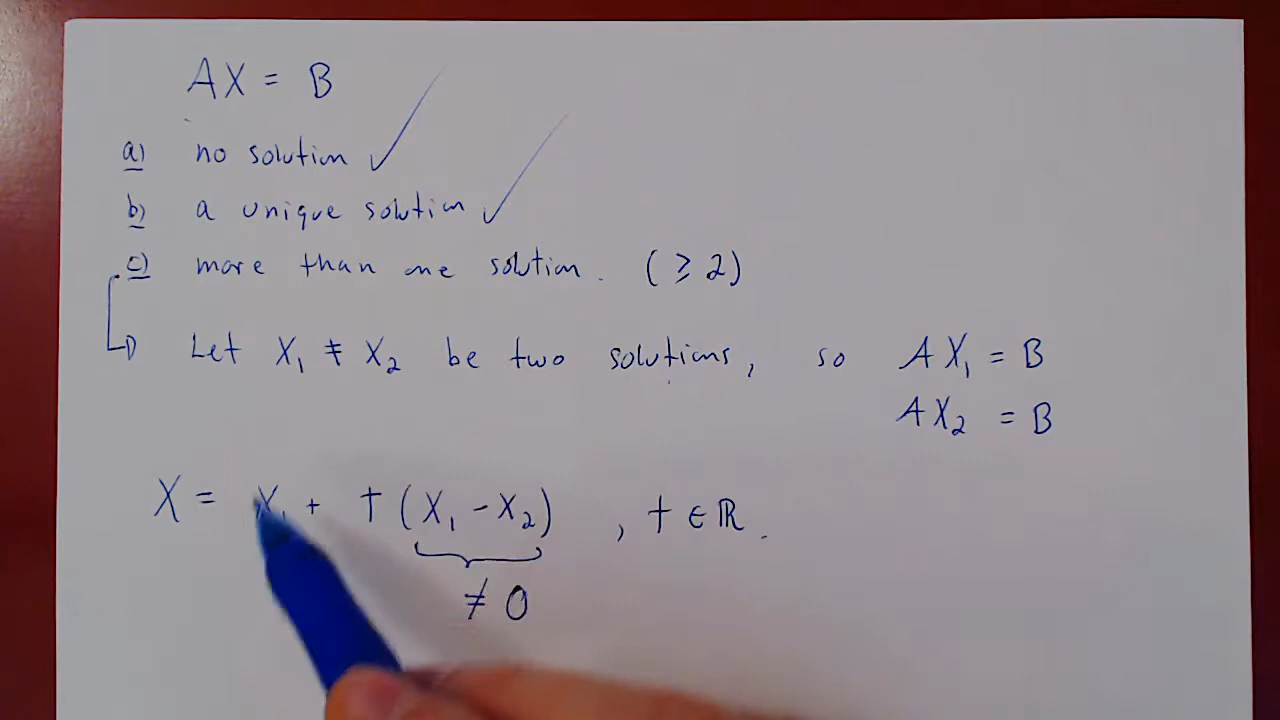 AX = B
a) no solution ✓
b) a unique solution ✓
c) more than one solution. (≥ 2)
Let X₁ ≠ X₂ be two solutions, so AX₁ = B
AX₂ = B
X = X₁ + t(X₁ - X₂), t ∈ ℝ.
≠ 0